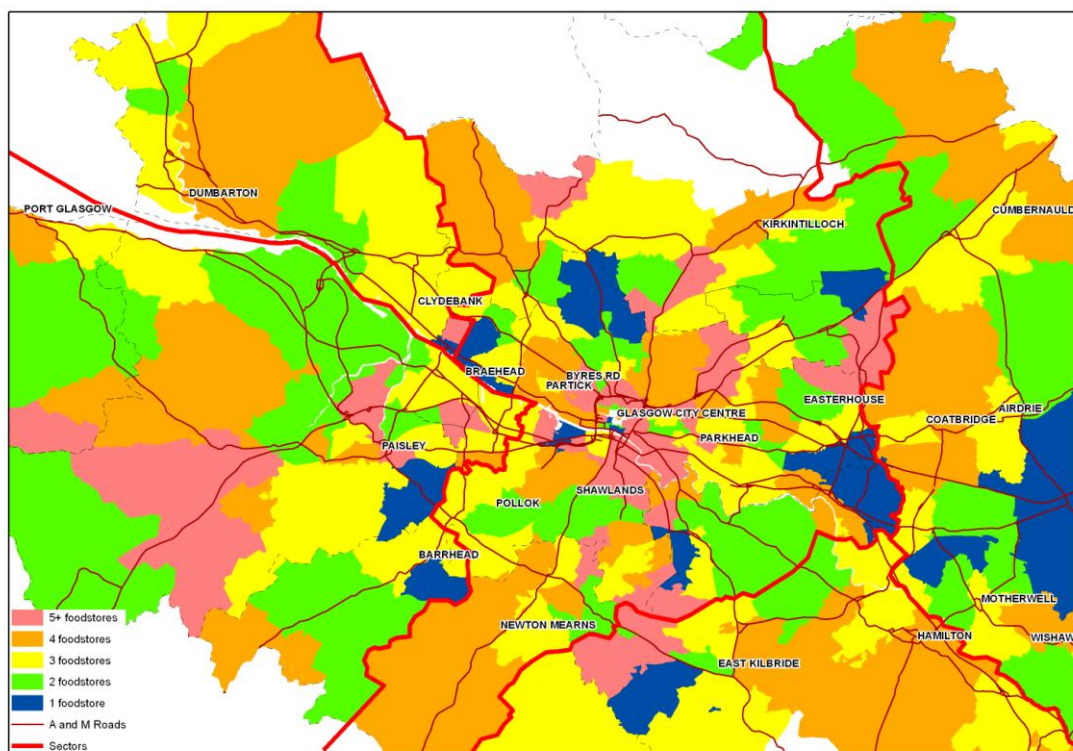 DUMBARTON
PORT GLASGOW
CUMBERNAULD
KIRKINTILLOCH
CLYDEBANK
BRAEHEAD
BYRES RD
PARTICK
EASTERHOUSE
AIRDRIE
GLASGOW CITY CENTRE
COATBRIDGE
PARKHEAD
PAISLEY
SHAWLANDS
POLLOK
BARRHEAD
MOTHERWELL
NEWTON MEARNS
HAMILTON
WISHAW
EAST KILBRIDE
5+ foodstores
4 foodstores
3 foodstores
2 foodstores
1 foodstore
A and M Roads
Sectors